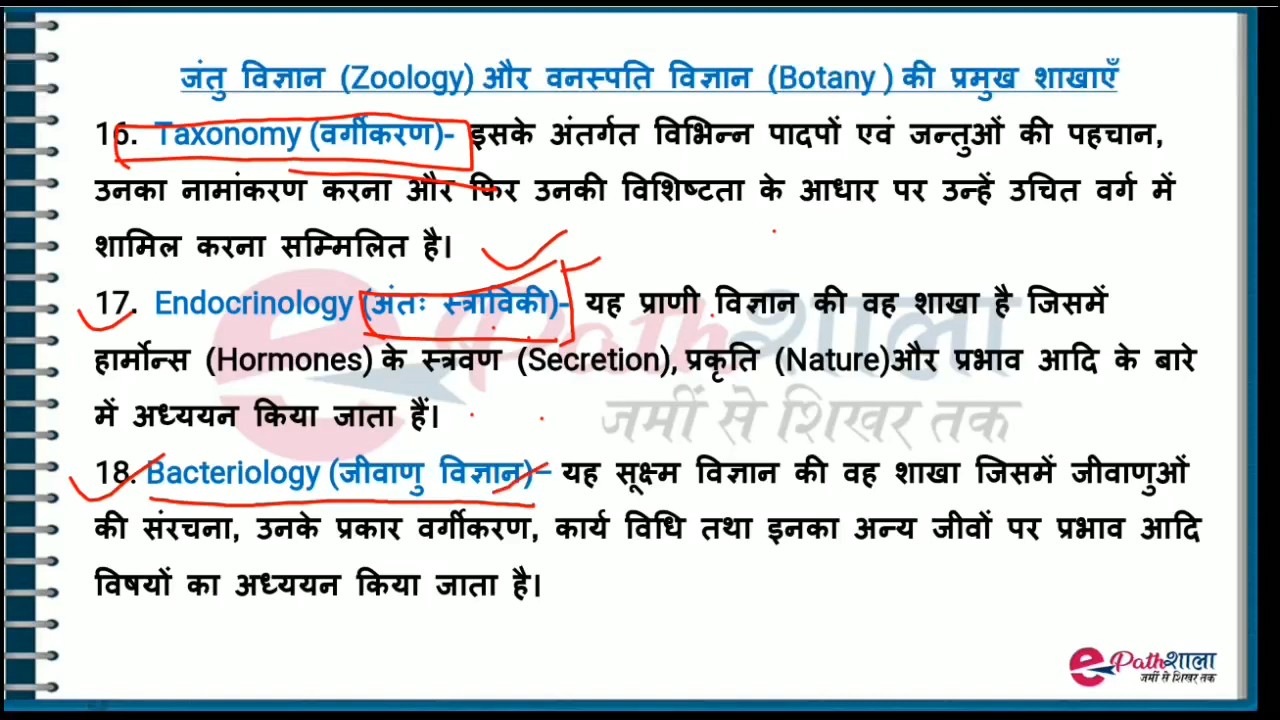 जंतु विज्ञान (Zoology) और वनस्पति विज्ञान (Botany ) की प्रमुख शाखाएँ
16. Taxonomy (वर्गीकरण)- इसके अंतर्गत विभिन्न पादपों एवं जन्तुओं की पहचान,
उनका नामांकरण करना और फिर उनकी विशिष्टता के आधार पर उन्हें उचित वर्ग में
शामिल करना सम्मिलित है।
17. Endocrinology (अंतः स्त्राविकी)- यह प्राणी विज्ञान की वह शाखा है जिसमें
हार्मोन्स (Hormones) के स्त्रवण (Secretion), प्रकृति (Nature)और प्रभाव आदि के बारे
में अध्ययन किया जाता हैं।
18. Bacteriology (जीवाणु विज्ञान)– यह सूक्ष्म विज्ञान की वह शाखा जिसमें जीवाणुओं
की संरचना, उनके प्रकार वर्गीकरण, कार्य विधि तथा इनका अन्य जीवों पर प्रभाव आदि
विषयों का अध्ययन किया जाता है।
e Pathशाला
जमीं से शिखर तक
e Pathशाला
जमीं से शिखर तक